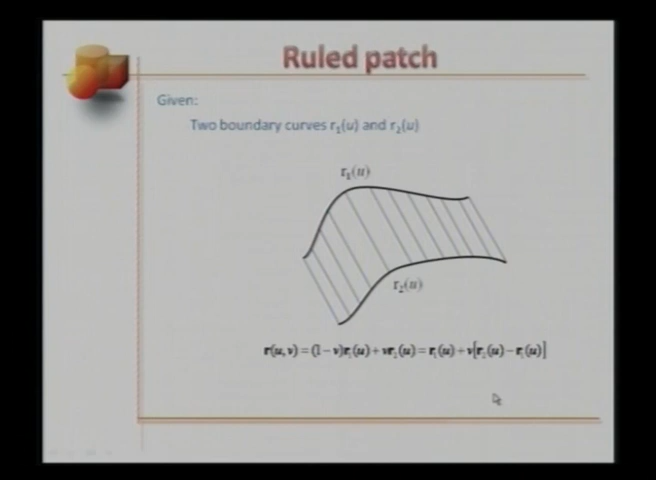 Ruled patch
Given:
Two boundary curves r₁(u) and r₂(u)
r₁(u)
r₂(u)
r(u, v) = (1 − v)r₁(u) + vr₂(u) = r₁(u) + v[r₂(u) − r₁(u)]